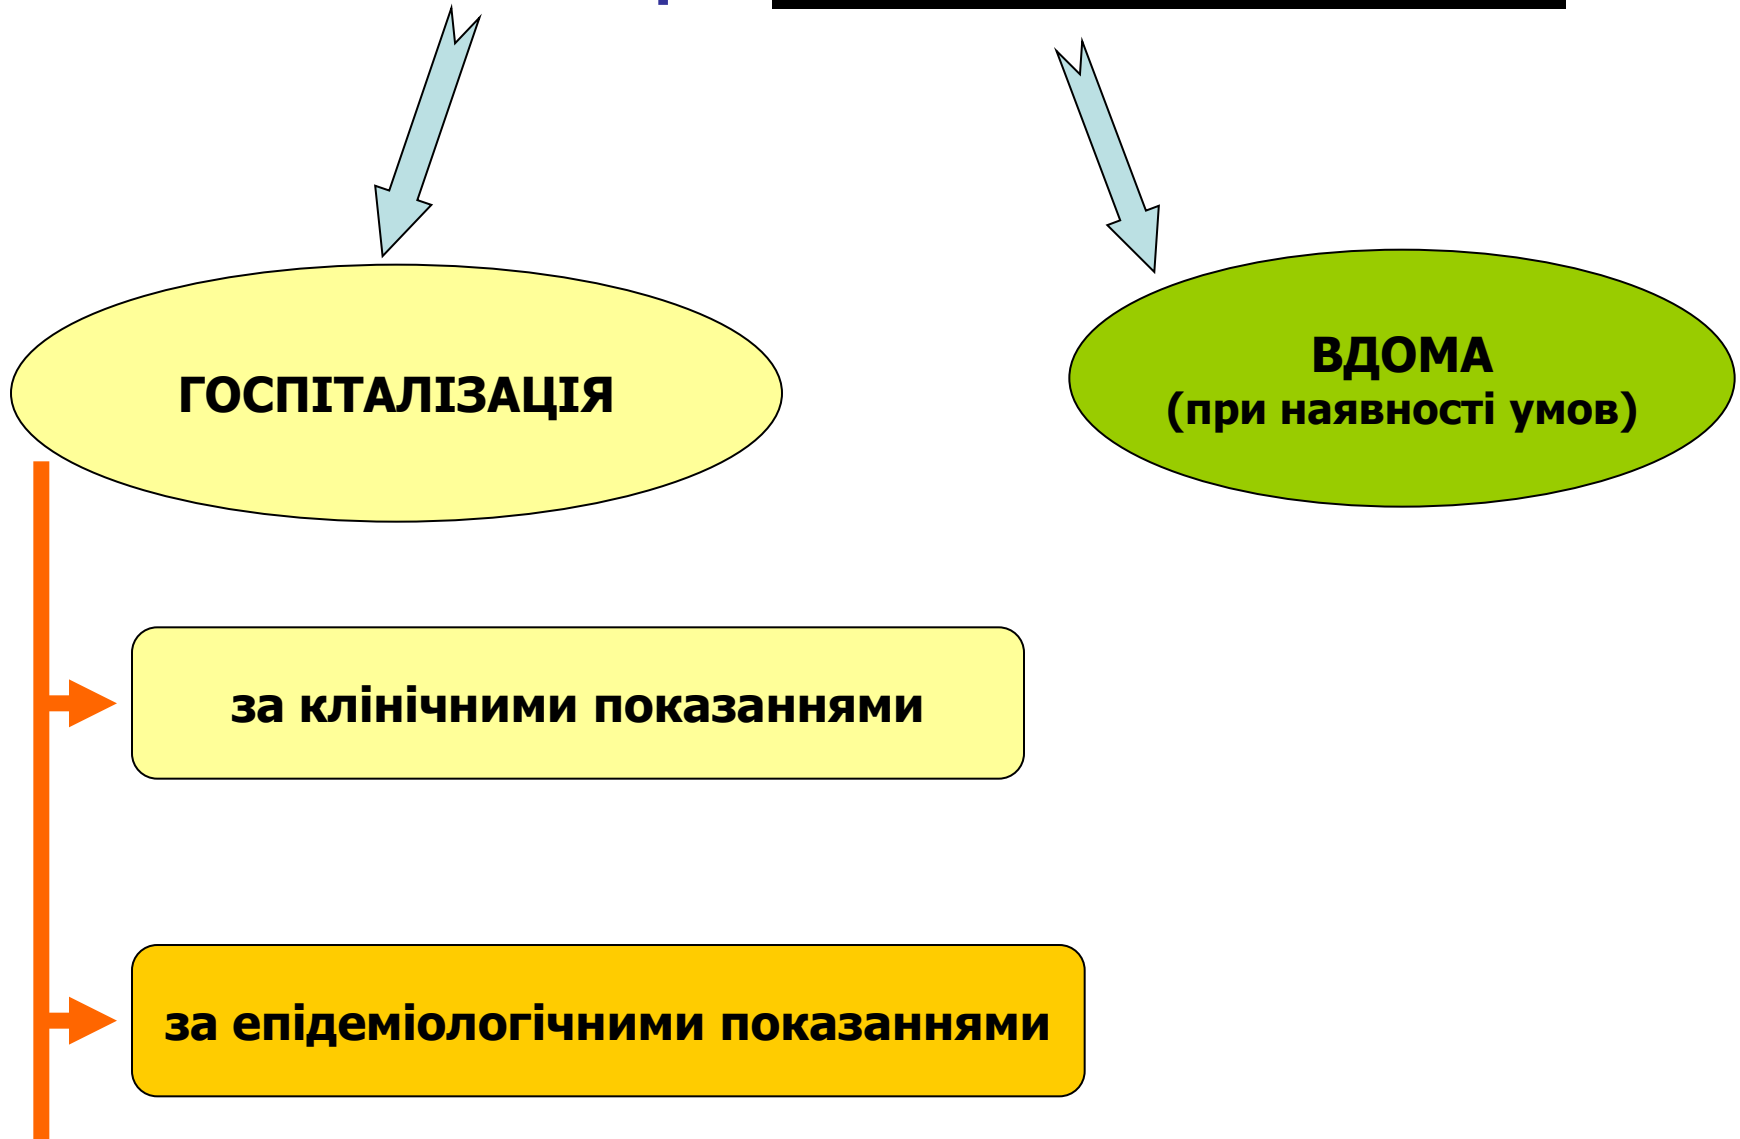 ГОСПІТАЛІЗАЦІЯ
ВДОМА
(при наявності умов)
за клінічними показаннями
за епідеміологічними показаннями